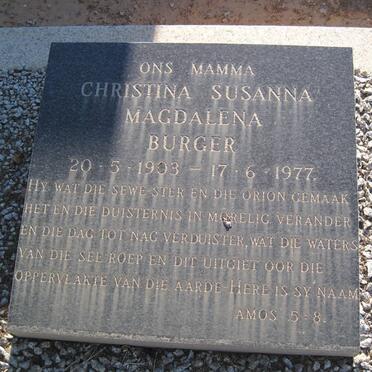 ONS MAMMA
CHRISTINA SUSANNA
MAGDALENA
BURGER
20-5-1903 - 17-6-1977.
HY WAT DIE SEWE-STER EN DIE ORION GEMAAK
HET EN DIE DUISTERNIS IN MÔRELIG VERANDER
EN DIE DAG TOT NAG VERDUISTER, WAT DIE WATERS
VAN DIE SEE ROEP EN DIT UITGIET OOR DIE
OPPERVLAKTE VAN DIE AARDE-HERE IS SY NAAM
AMOS 5-8.